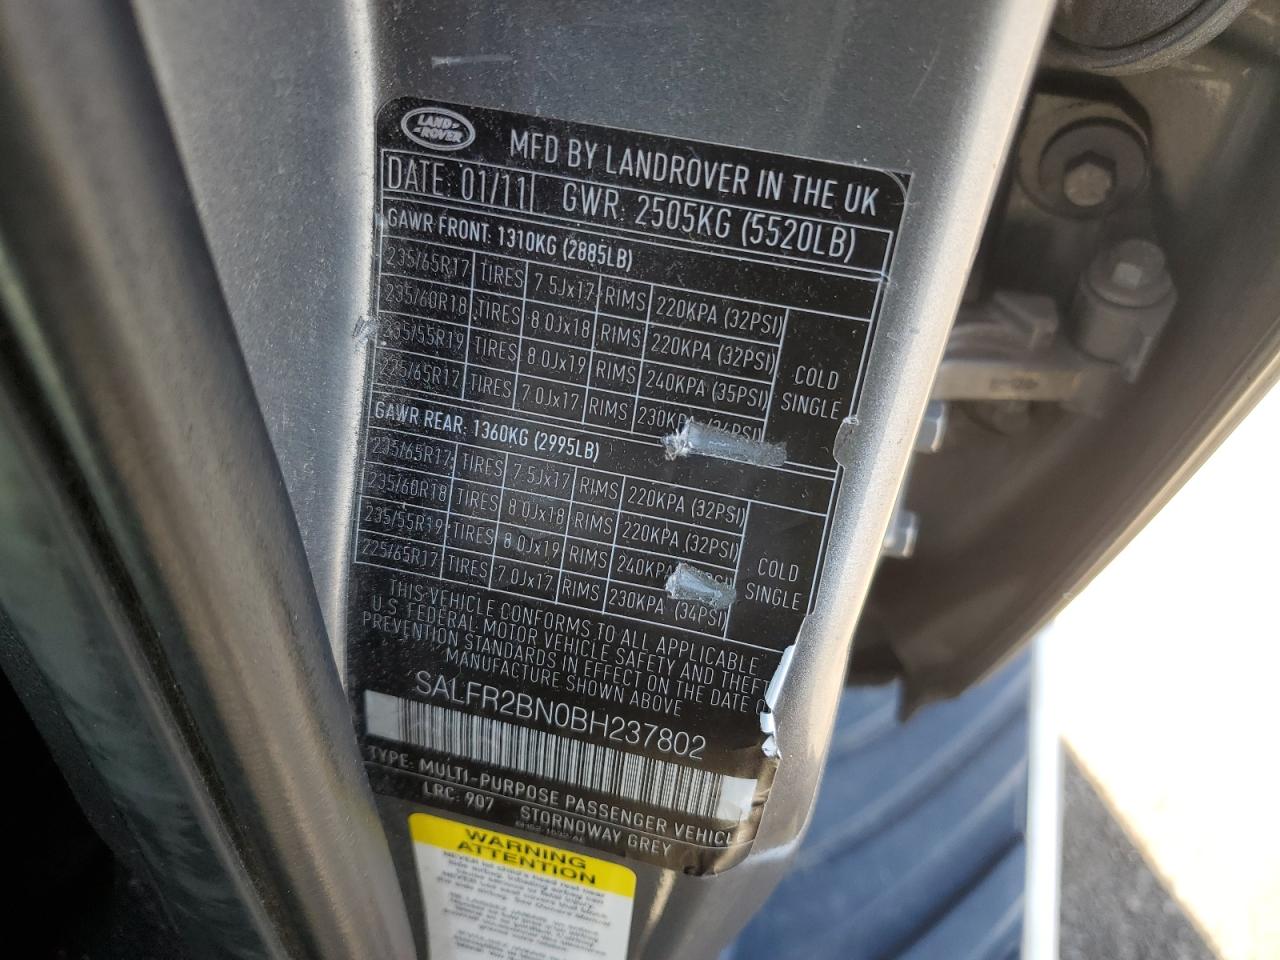 LAND ROVER
MFD BY LANDROVER IN THE UK
DATE: 01/11 GWR: 2505KG (5520LB)
GAWR FRONT: 1310KG (2885LB)
235/65R17 TIRES 7.5Jx17 RIMS 220KPA (32PSI)
235/60R18 TIRES 8.0Jx18 RIMS 220KPA (32PSI)
235/55R19 TIRES 8.0Jx19 RIMS 240KPA (35PSI)
225/65R17 TIRES 7.0Jx17 RIMS 230KPA (34PSI)
COLD
SINGLE
GAWR REAR: 1360KG (2995LB)
235/65R17 TIRES 7.5Jx17 RIMS 220KPA (32PSI)
235/60R18 TIRES 8.0Jx18 RIMS 220KPA (32PSI)
235/55R19 TIRES 8.0Jx19 RIMS 240KPA
225/65R17 TIRES 7.0Jx17 RIMS 230KPA (34PSI)
COLD
SINGLE
THIS VEHICLE CONFORMS TO ALL APPLICABLE
U.S. FEDERAL MOTOR VEHICLE SAFETY AND THEFT
PREVENTION STANDARDS IN EFFECT ON THE DATE O
MANUFACTURE SHOWN ABOVE
SALFR2BN0BH237802
TYPE: MULTI-PURPOSE PASSENGER VEHICL
LRC: 907 STORNOWAY GREY
WARNING
ATTENTION